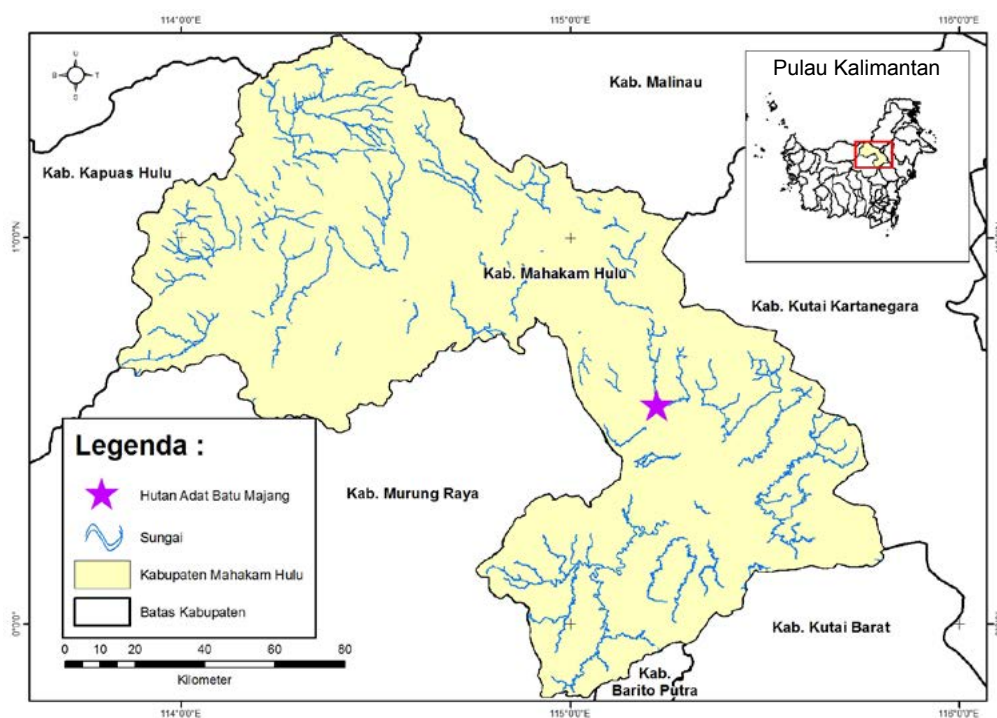 114°0'0"E
115°0'0"E
116°0'0"E
U
B
T
Kab. Malinau
Pulau Kalimantan
Kab. Kapuas Hulu
1°0'0"N
Kab. Mahakam Hulu
Kab. Kutai Kartanegara
Legenda :
Hutan Adat Batu Majang
Sungai
Kabupaten Mahakam Hulu
Batas Kabupaten
0 5 10 20 40 60 80
Kilometer
Kab. Murung Raya
0°0'0"
Kab. Kutai Barat
Kab.
Barito Putra
114°0'0"E
115°0'0"E
116°0'0"E